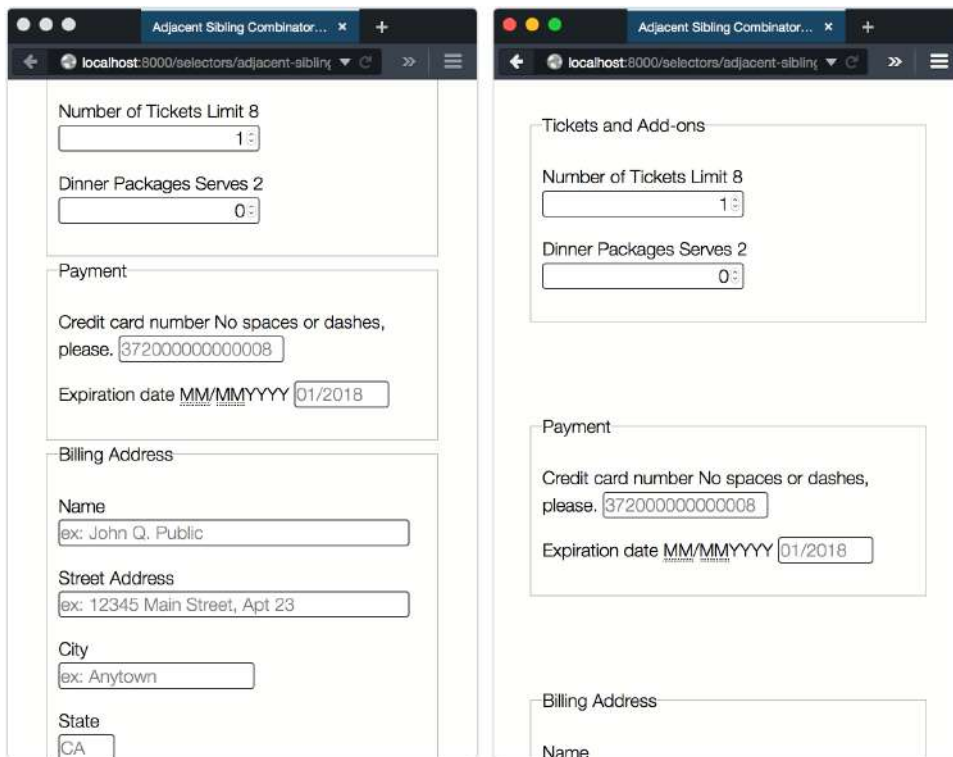 Adjacent Sibling Combinator... ×
+
localhost:8000/selectors/adjacent-sibling
Number of Tickets Limit 8
1
Dinner Packages Serves 2
0
Payment
Credit card number No spaces or dashes,
please. 372000000000008
Expiration date MM/MMYYYY 01/2018
Billing Address
Name
ex: John Q. Public
Street Address
ex: 12345 Main Street, Apt 23
City
ex: Anytown
State
CA
Adjacent Sibling Combinator... ×
+
localhost:8000/selectors/adjacent-sibling
Tickets and Add-ons
Number of Tickets Limit 8
1
Dinner Packages Serves 2
0
Payment
Credit card number No spaces or dashes,
please. 372000000000008
Expiration date MM/MMYYYY 01/2018
Billing Address
Name